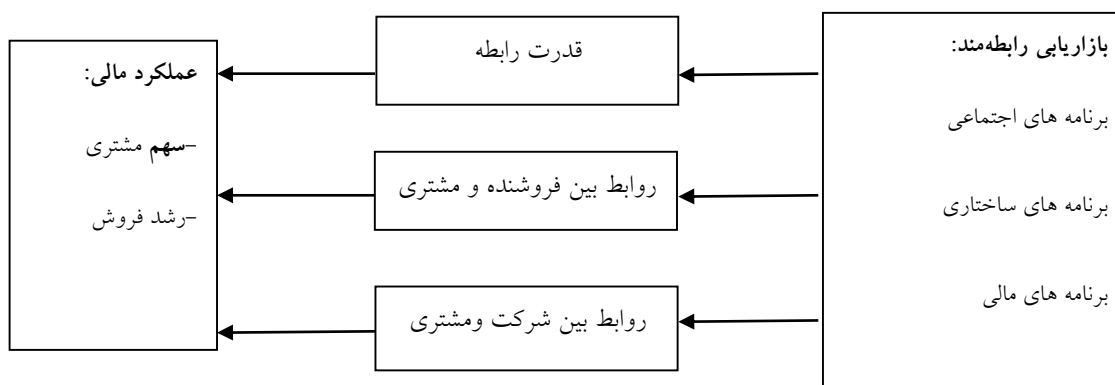 بازاریابی رابطه‌مند:
برنامه های اجتماعی
برنامه های ساختاری
برنامه های مالی
قدرت رابطه
روابط بین فروشنده و مشتری
روابط بین شرکت ومشتری
عملکرد مالی:
-سهم مشتری
-رشد فروش